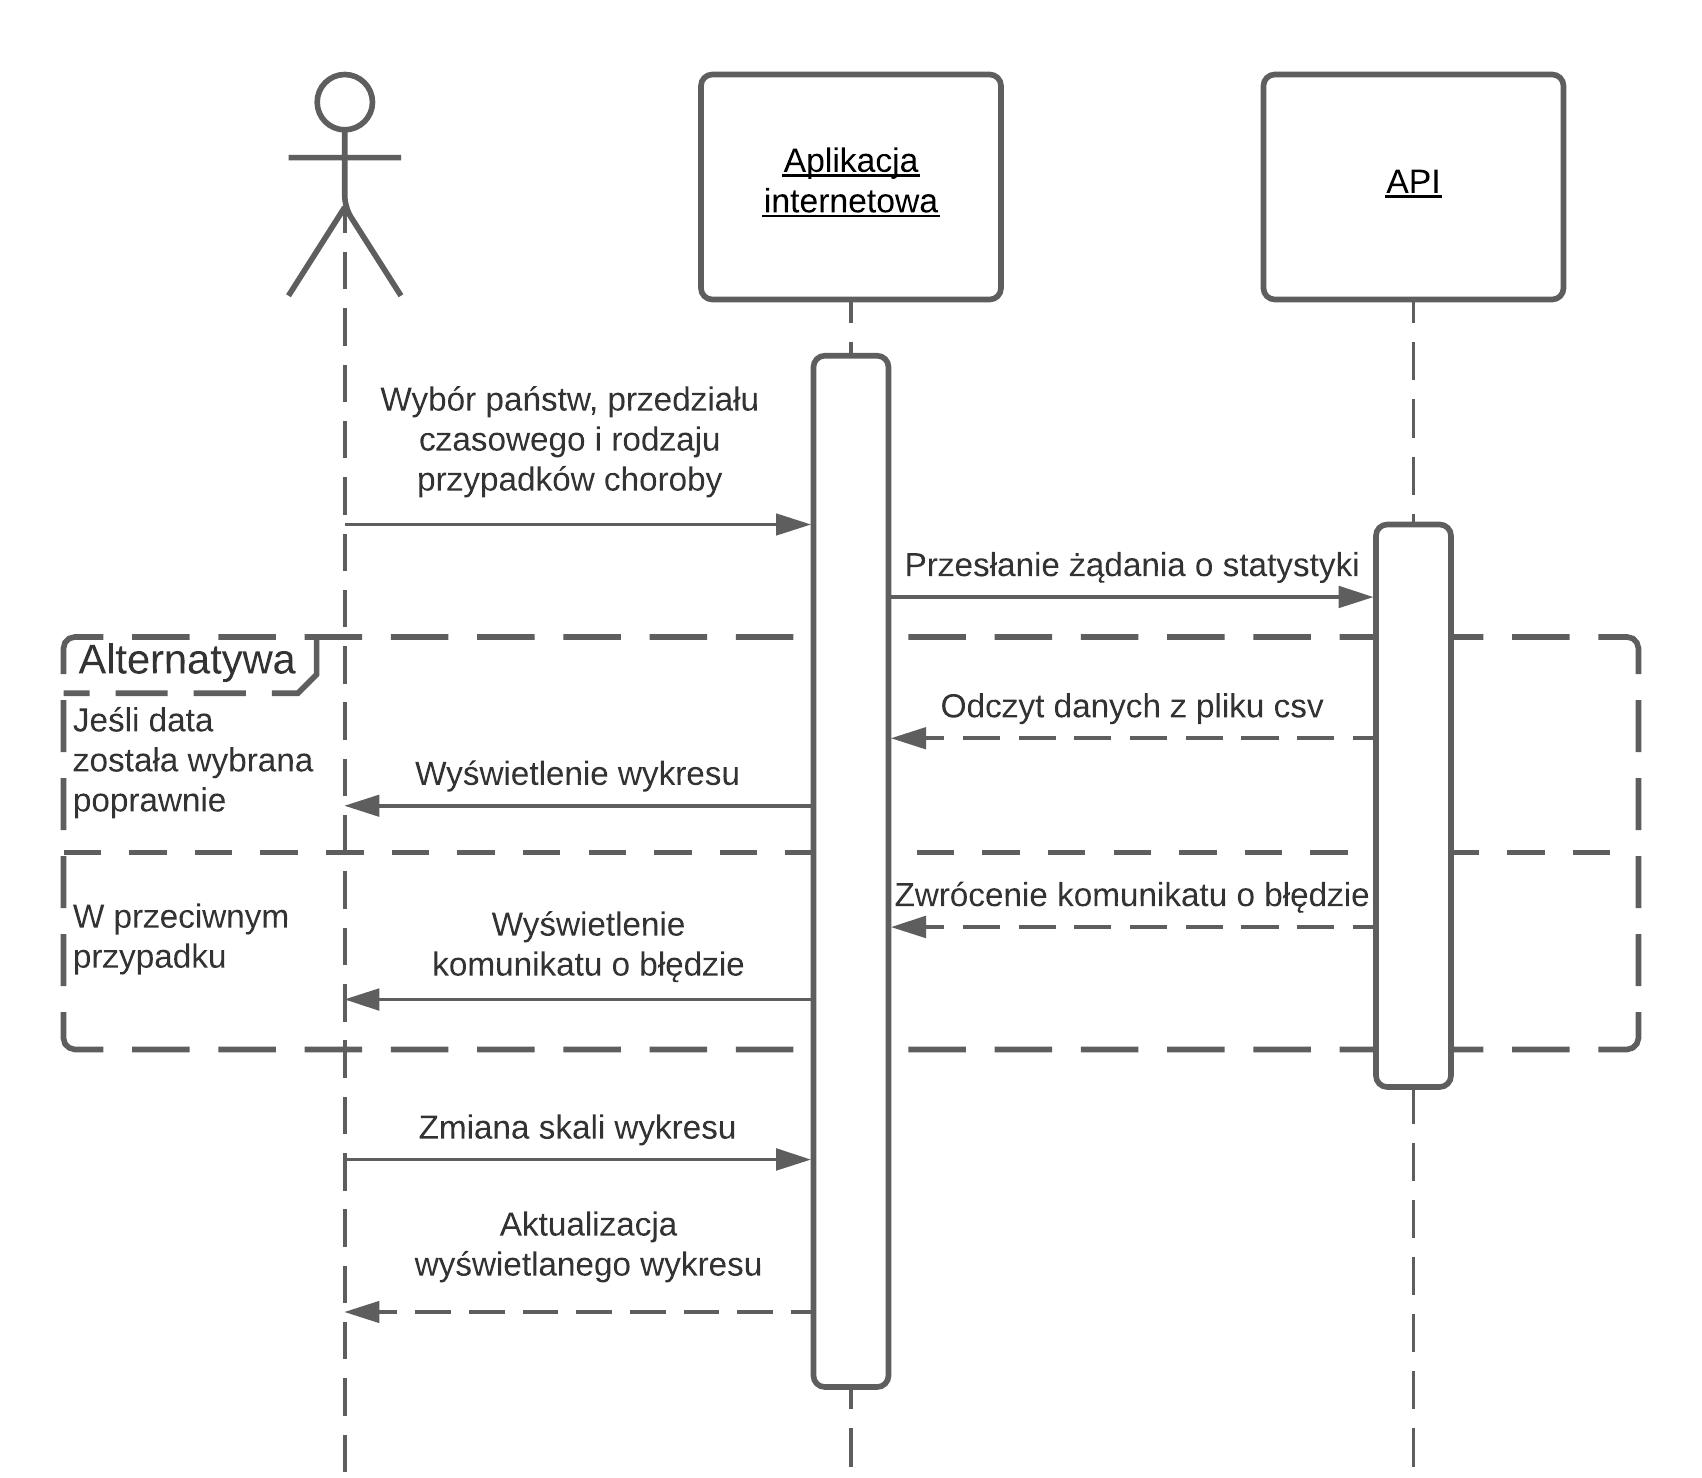 Aplikacja
internetowa
API
Wybór państw, przedziału
czasowego i rodzaju
przypadków choroby
Przesłanie żądania o statystyki
Alternatywa
Jeśli data
została wybrana
poprawnie
Odczyt danych z pliku csv
Wyświetlenie wykresu
Zwrócenie komunikatu o błędzie
W przeciwnym
przypadku
Wyświetlenie
komunikatu o błędzie
Zmiana skali wykresu
Aktualizacja
wyświetlanego wykresu